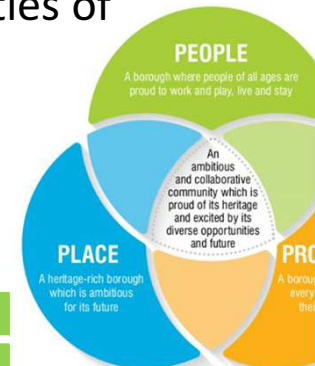 ties of
PEOPLE
A borough where people of all ages are
proud to work and play, live and stay
An
ambitious
and collaborative
community which is
proud of its heritage
and excited by its
diverse opportunities
and future
PLACE
A heritage-rich borough
which is ambitious
for its future
PRO
A boroug
every
thei